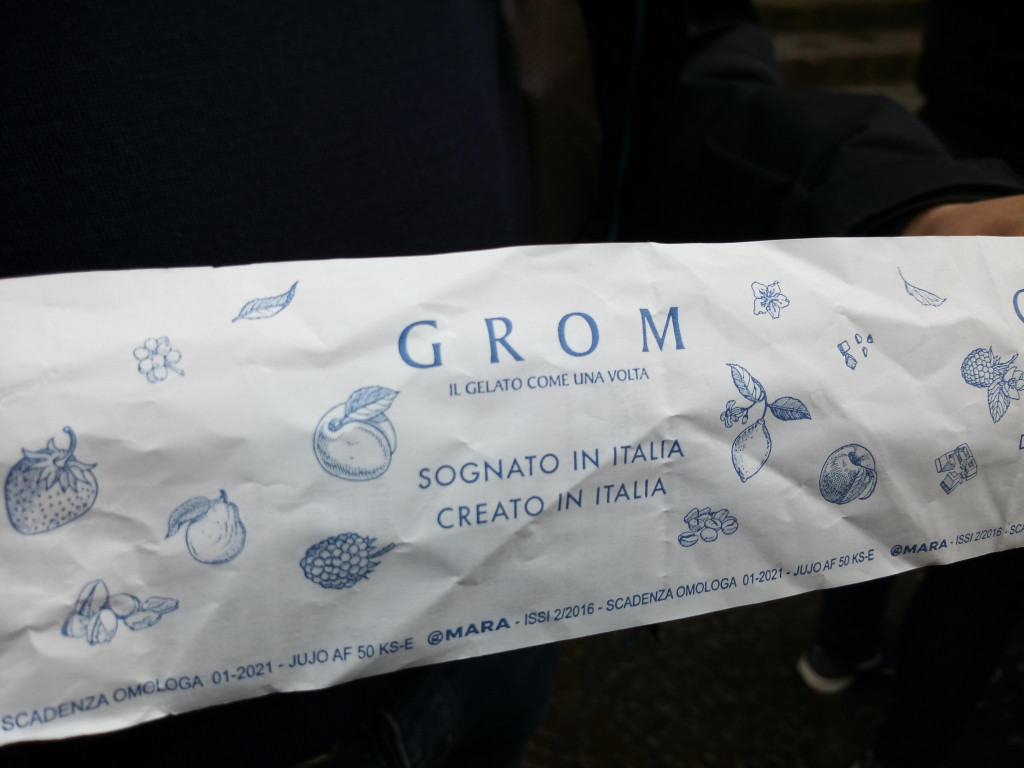 GROM
IL GELATO COME UNA VOLTA
SOGNATO IN ITALIA
CREATO IN ITALIA
SCADENZA OMOLOGA 01-2021 - JUJO AF 50 KS-E @MARA - ISSI 2/2016 - SCADENZA OMOLOGA 01-2021 - JUJO AF 50 KS-E @MARA - ISSI 2/2016 -